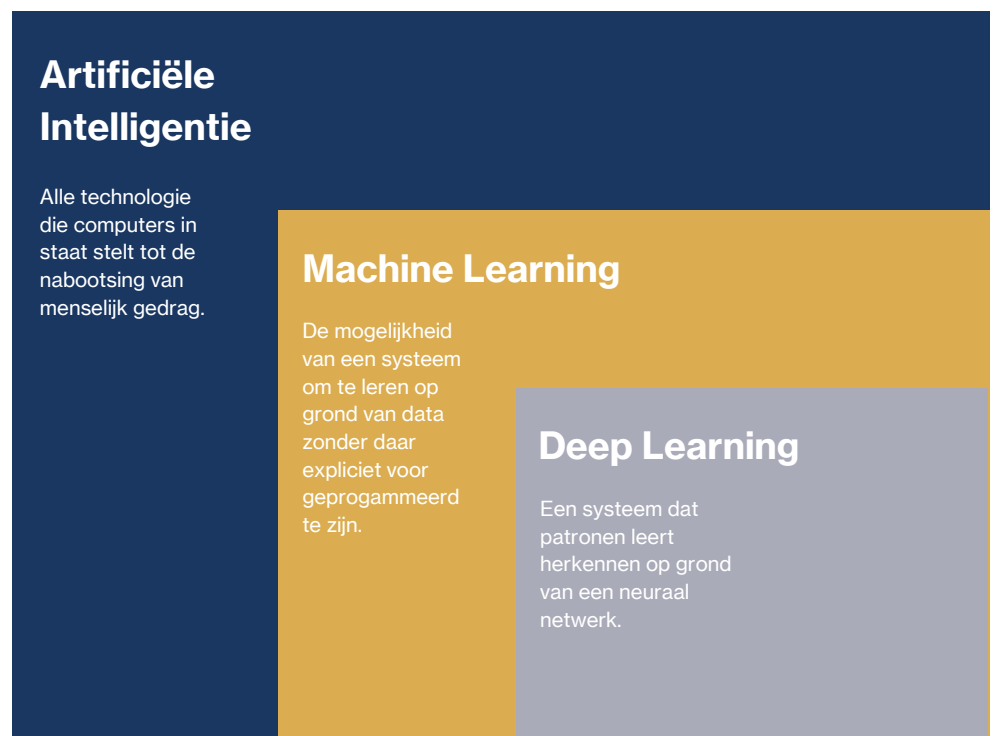 Artificiële
Intelligentie
Alle technologie
die computers in
staat stelt tot de
nabootsing van
menselijk gedrag.
Machine Learning
De mogelijkheid
van een systeem
om te leren op
grond van data
zonder daar
expliciet voor
geprogammeerd
te zijn.
Deep Learning
Een systeem dat
patronen leert
herkennen op grond
van een neuraal
netwerk.